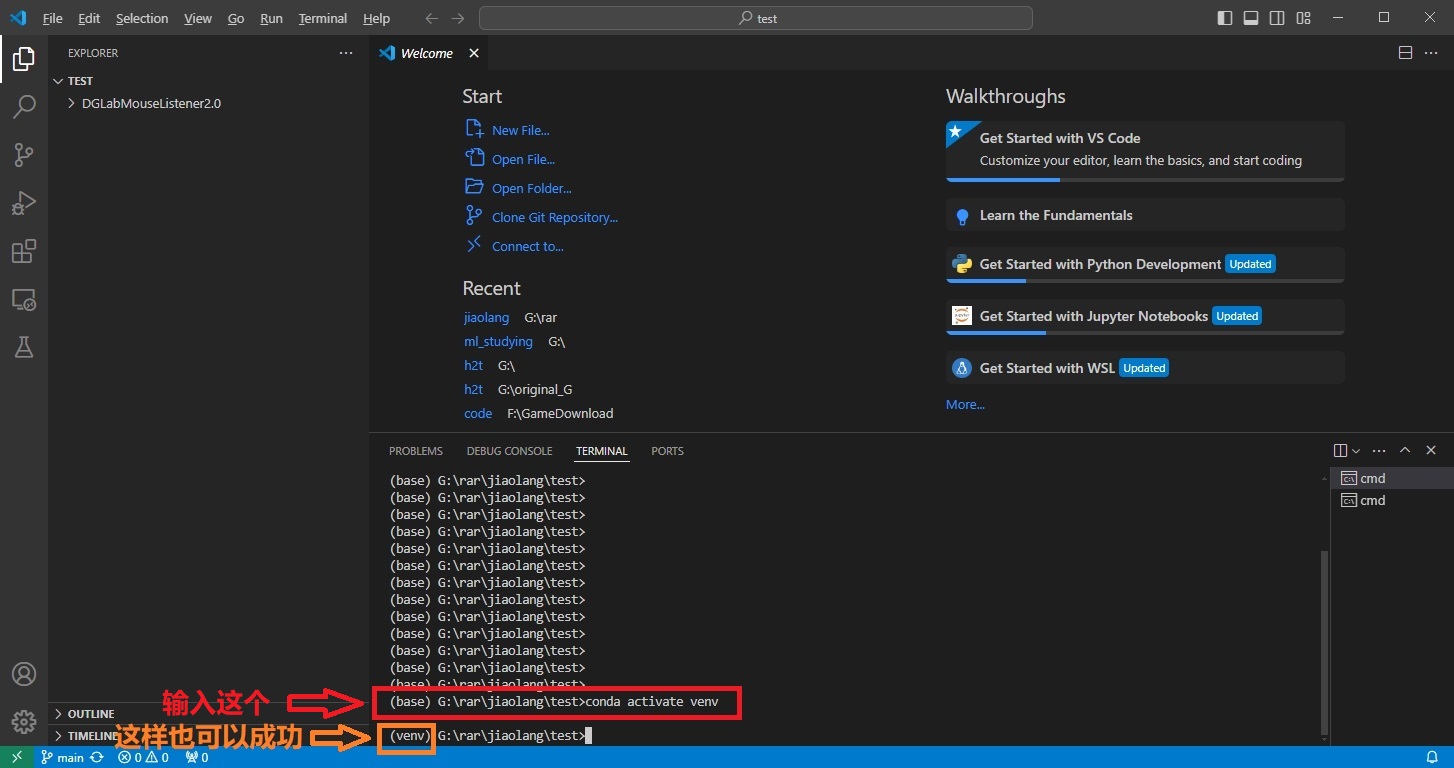 File Edit Selection View Go Run Terminal Help
test
EXPLORER
TEST
DGLabMouseListener2.0
OUTLINE
TIMELINE
Welcome
Start
New File...
Open File...
Open Folder...
Clone Git Repository...
Connect to...
Recent
jiaolang G:\rar
ml_studying G:\
h2t G:\
h2t G:\original_G
code F:\GameDownload
Walkthroughs
Get Started with VS Code
Customize your editor, learn the basics, and start coding
Learn the Fundamentals
Get Started with Python Development Updated
Get Started with Jupyter Notebooks Updated
Get Started with WSL Updated
More...
PROBLEMS DEBUG CONSOLE TERMINAL PORTS
(base) G:\rar\jiaolang\test>
(base) G:\rar\jiaolang\test>
(base) G:\rar\jiaolang\test>
(base) G:\rar\jiaolang\test>
(base) G:\rar\jiaolang\test>
(base) G:\rar\jiaolang\test>
(base) G:\rar\jiaolang\test>
(base) G:\rar\jiaolang\test>
(base) G:\rar\jiaolang\test>
(base) G:\rar\jiaolang\test>
(base) G:\rar\jiaolang\test>
(base) G:\rar\jiaolang\test>
(base) G:\rar\jiaolang\test>
输入这个
(base) G:\rar\jiaolang\test>conda activate venv
这样也可以成功
(venv) G:\rar\jiaolang\test>
cmd
cmd
main 0 0 0